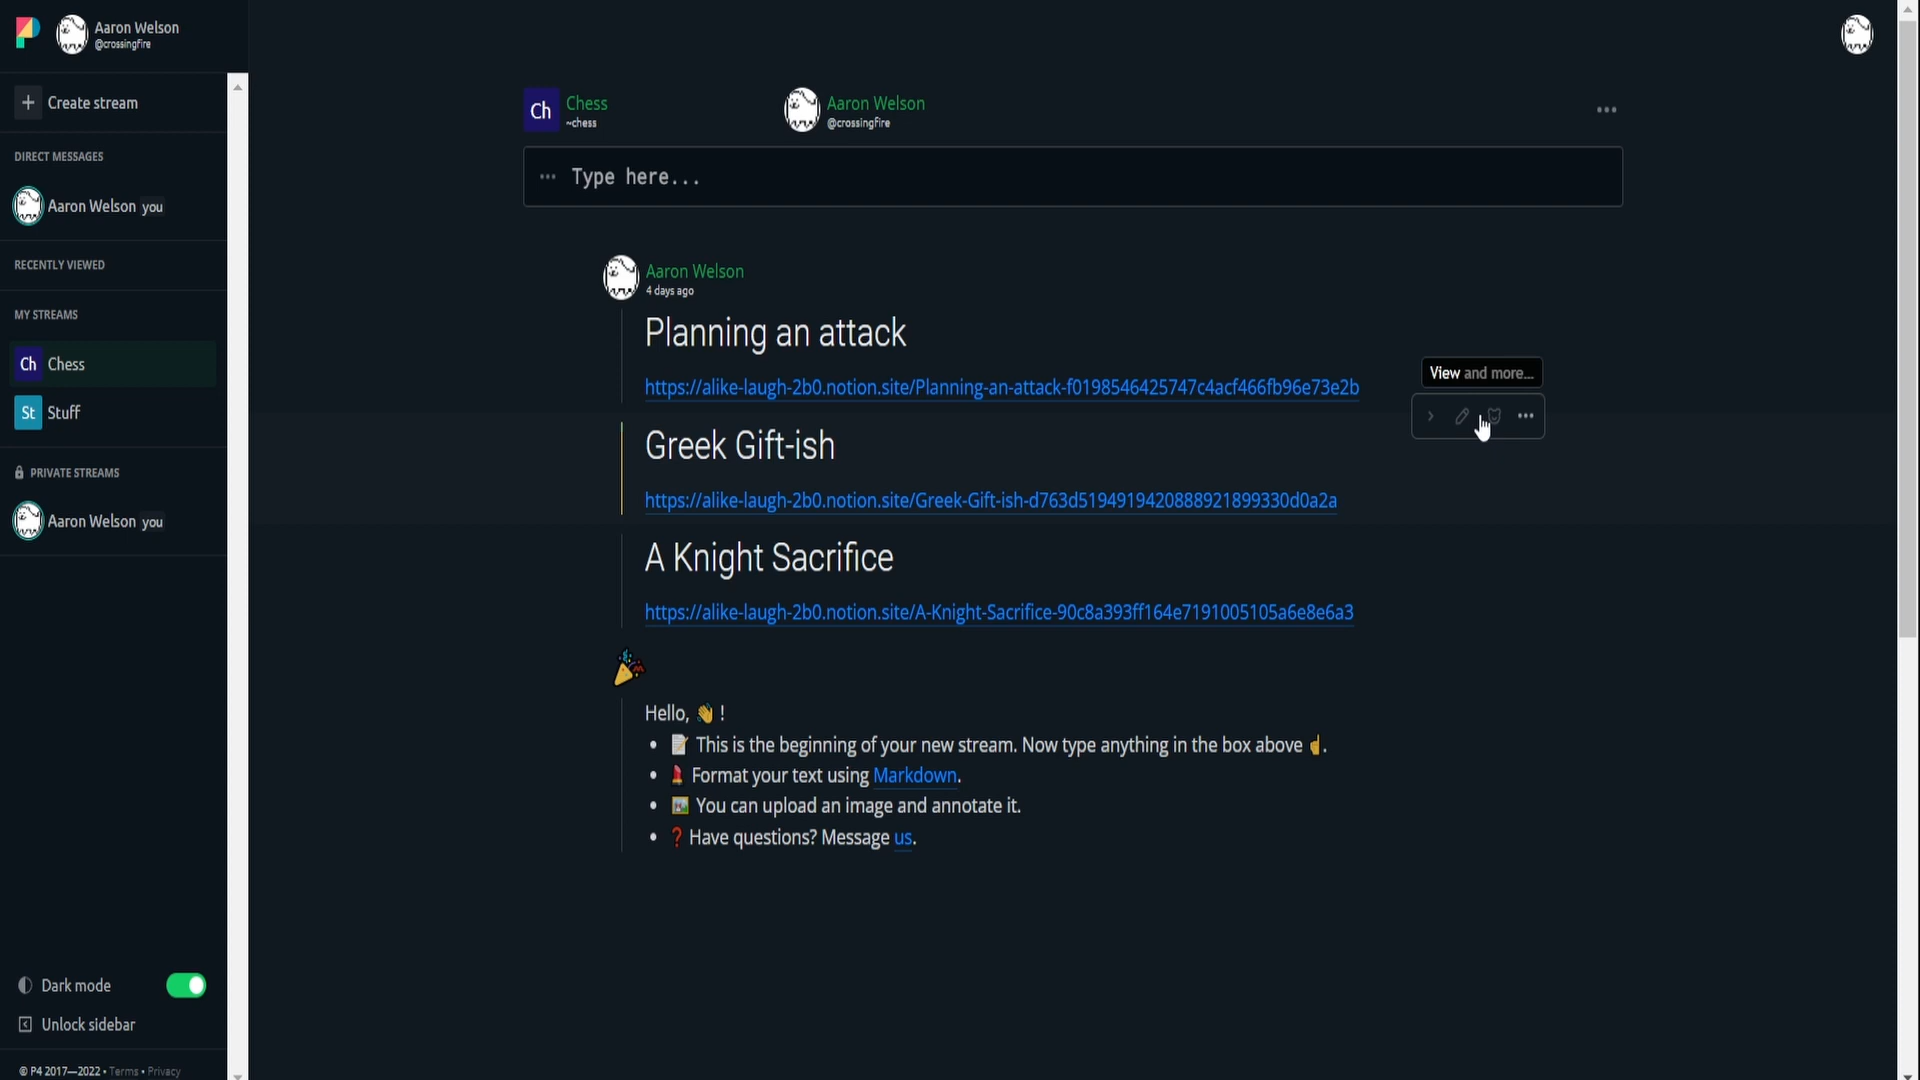 Aaron Welson
@crossingfire
Create stream
DIRECT MESSAGES
Aaron Welson you
RECENTLY VIEWED
MY STREAMS
Ch Chess
St Stuff
PRIVATE STREAMS
Aaron Welson you
Dark mode
Unlock sidebar
© P4 2017—2022 • Terms • Privacy
Ch Chess
~chess
Aaron Welson
@crossingfire
Type here...
Aaron Welson
4 days ago
Planning an attack
https://alike-laugh-2b0.notion.site/Planning-an-attack-f0198546425747c4acf466fb96e73e2b
View and more...
Greek Gift-ish
https://alike-laugh-2b0.notion.site/Greek-Gift-ish-d763d5194919420888921899330d0a2a
A Knight Sacrifice
https://alike-laugh-2b0.notion.site/A-Knight-Sacrifice-90c8a393ff164e7191005105a6e8e6a3
Hello, 👋 !
• 📝 This is the beginning of your new stream. Now type anything in the box above ☝.
• 💄 Format your text using Markdown.
• 🖼 You can upload an image and annotate it.
• ❓ Have questions? Message us.